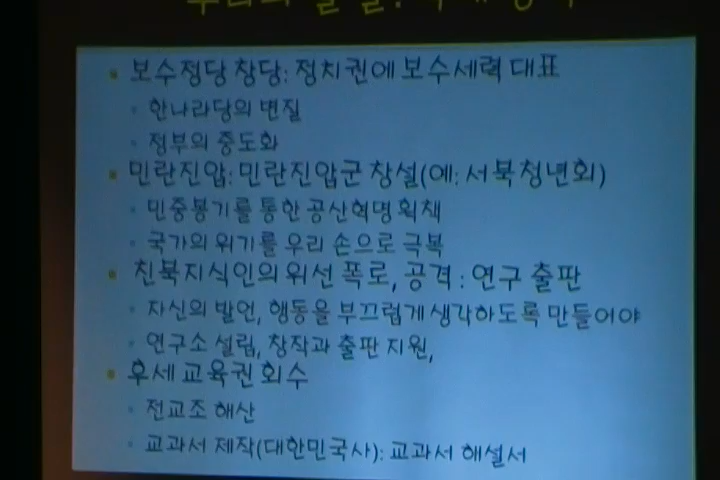 보수정당 창당: 정치권에 보수세력 대표
한나라당의 변질
정부의 중도화
민란진압: 민란진압군 창설(예: 서북청년회)
민중봉기를 통한 공산혁명 획책
국가의 위기를 우리 손으로 극복
친북지식인의 위선 폭로, 공격 : 연구 출판
자신의 발언, 행동을 부끄럽게 생각하도록 만들어야
연구소 설립, 창작과 출판 지원,
후세 교육권 회수
전교조 해산
교과서 제작(대한민국사): 교과서 해설서